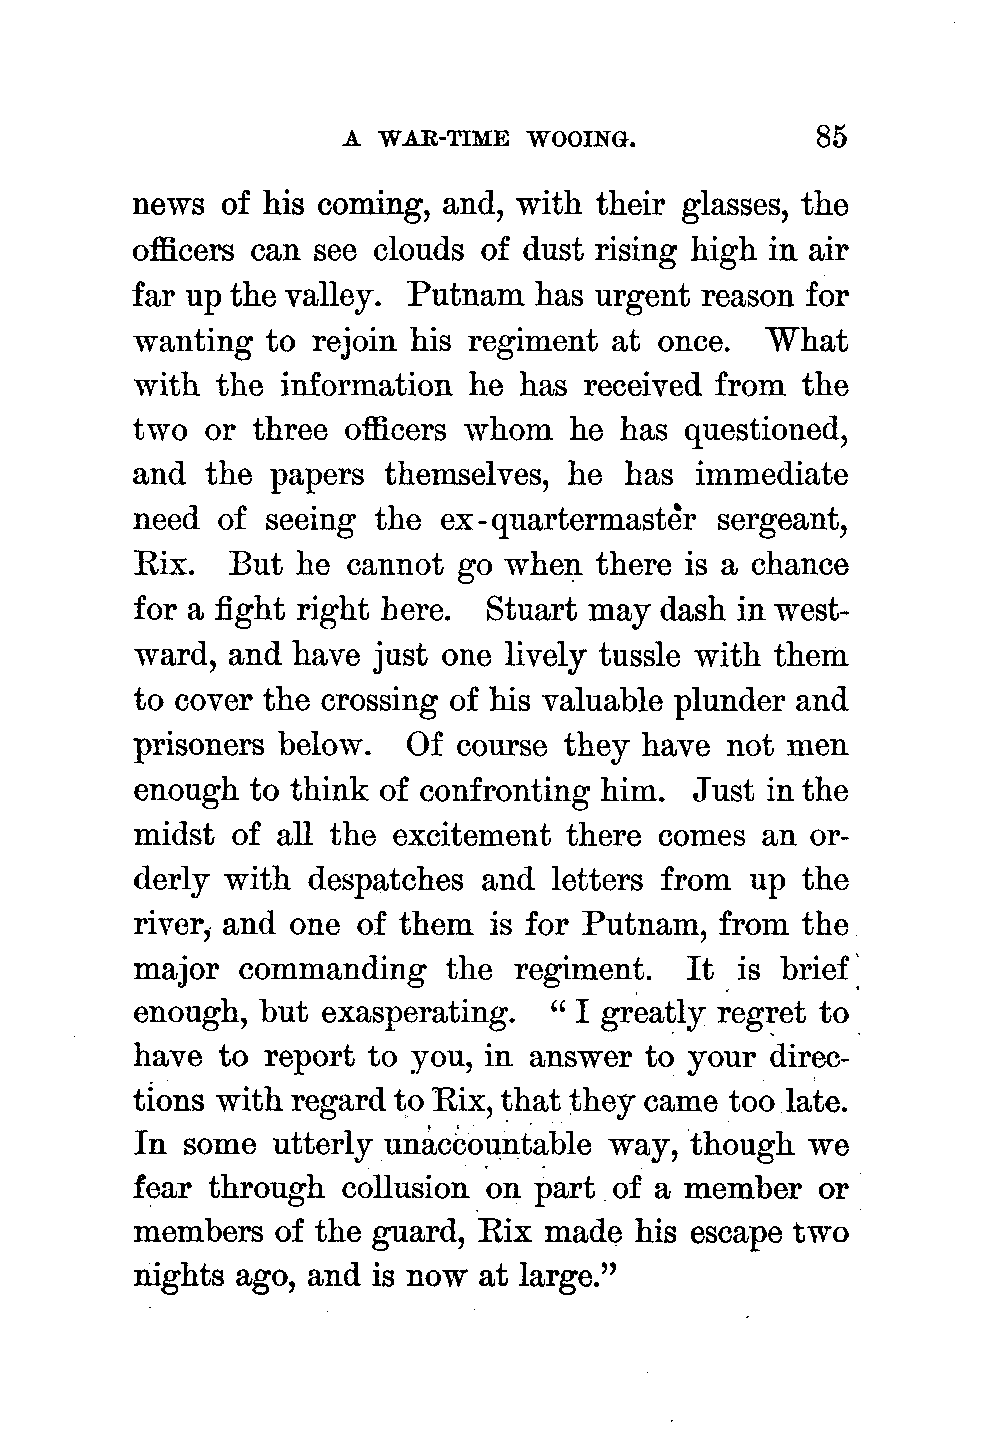 A WAR-TIME WOOING. 85
news of his coming, and, with their glasses, the
officers can see clouds of dust rising high in air
far up the valley. Putnam has urgent reason for
wanting to rejoin his regiment at once. What
with the information he has received from the
two or three officers whom he has questioned,
and the papers themselves, he has immediate
need of seeing the ex-quartermaster sergeant,
Rix. But he cannot go when there is a chance
for a fight right here. Stuart may dash in west-
ward, and have just one lively tussle with them
to cover the crossing of his valuable plunder and
prisoners below. Of course they have not men
enough to think of confronting him. Just in the
midst of all the excitement there comes an or-
derly with despatches and letters from up the
river, and one of them is for Putnam, from the
major commanding the regiment. It is brief
enough, but exasperating. “I greatly regret to
have to report to you, in answer to your direc-
tions with regard to Rix, that they came too late.
In some utterly unaccountable way, though we
fear through collusion on part of a member or
members of the guard, Rix made his escape two
nights ago, and is now at large.”